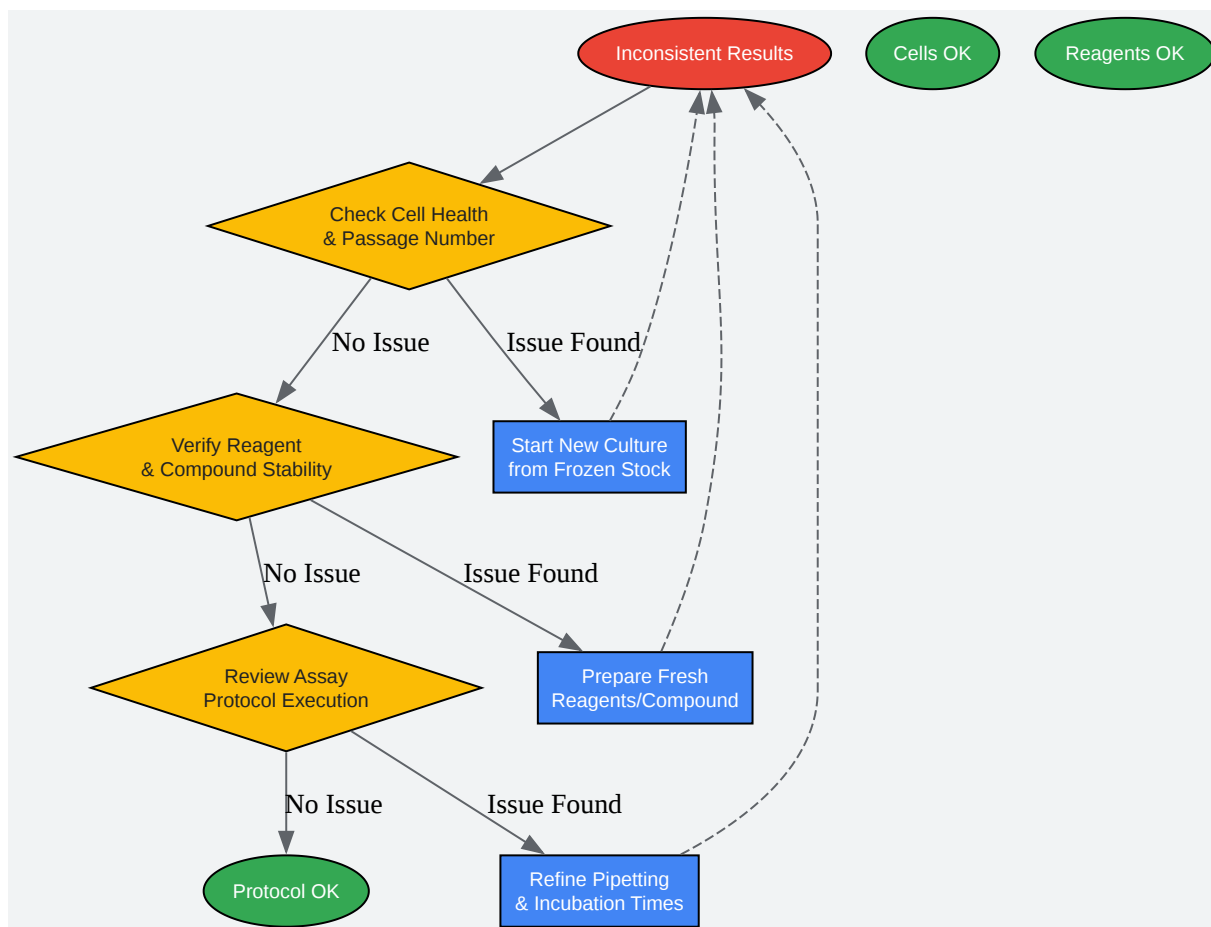 Inconsistent Results
Cells OK
Reagents OK
Check Cell Health
& Passage Number
No Issue
Issue Found
Verify Reagent
& Compound Stability
Start New Culture
from Frozen Stock
No Issue
Issue Found
Review Assay
Protocol Execution
Prepare Fresh
Reagents/Compound
No Issue
Issue Found
Protocol OK
Refine Pipetting
& Incubation Times